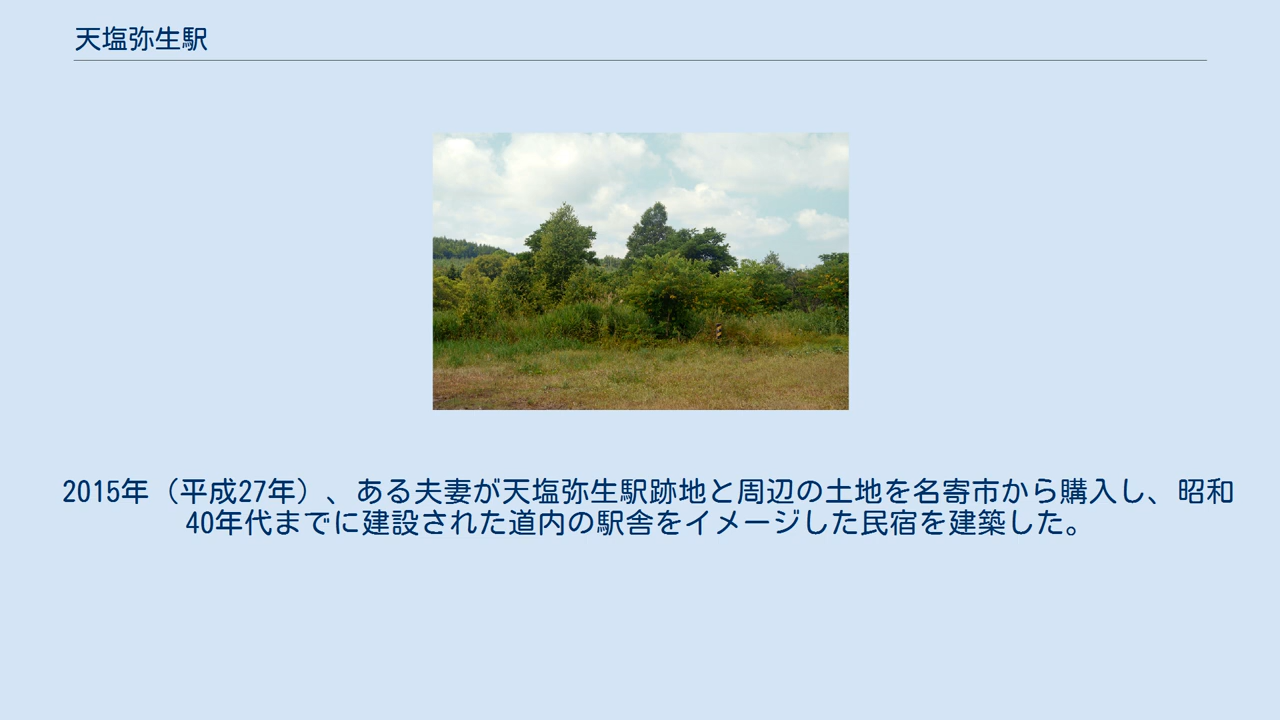 天塩弥生駅
2015年（平成27年）、ある夫妻が天塩弥生駅跡地と周辺の土地を名寄市から購入し、昭和
40年代までに建設された道内の駅舎をイメージした民宿を建築した。